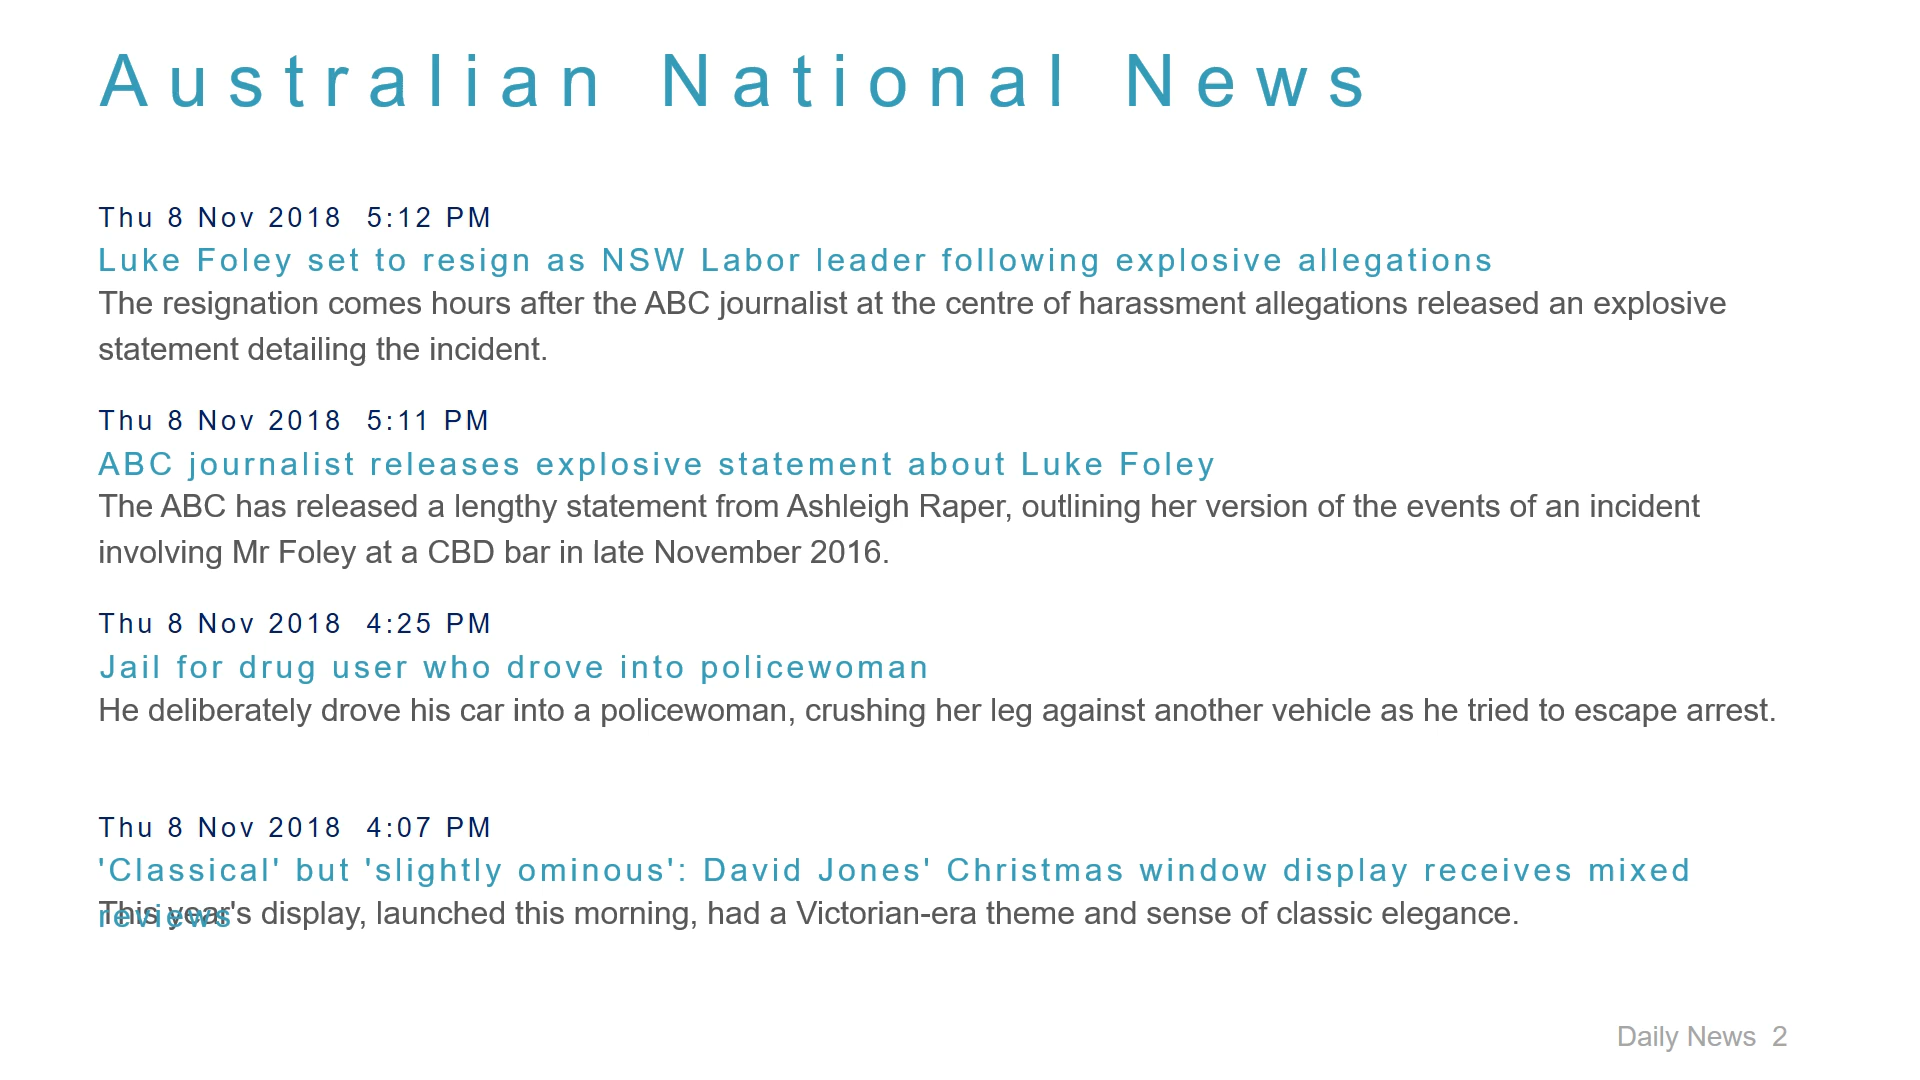 Australian National News
Thu 8 Nov 2018 5:12 PM
Luke Foley set to resign as NSW Labor leader following explosive allegations
The resignation comes hours after the ABC journalist at the centre of harassment allegations released an explosive
statement detailing the incident.
Thu 8 Nov 2018 5:11 PM
ABC journalist releases explosive statement about Luke Foley
The ABC has released a lengthy statement from Ashleigh Raper, outlining her version of the events of an incident
involving Mr Foley at a CBD bar in late November 2016.
Thu 8 Nov 2018 4:25 PM
Jail for drug user who drove into policewoman
He deliberately drove his car into a policewoman, crushing her leg against another vehicle as he tried to escape arrest.
Thu 8 Nov 2018 4:07 PM
'Classical' but 'slightly ominous': David Jones' Christmas window display receives mixed
reviews
This year's display, launched this morning, had a Victorian-era theme and sense of classic elegance.
Daily News 2